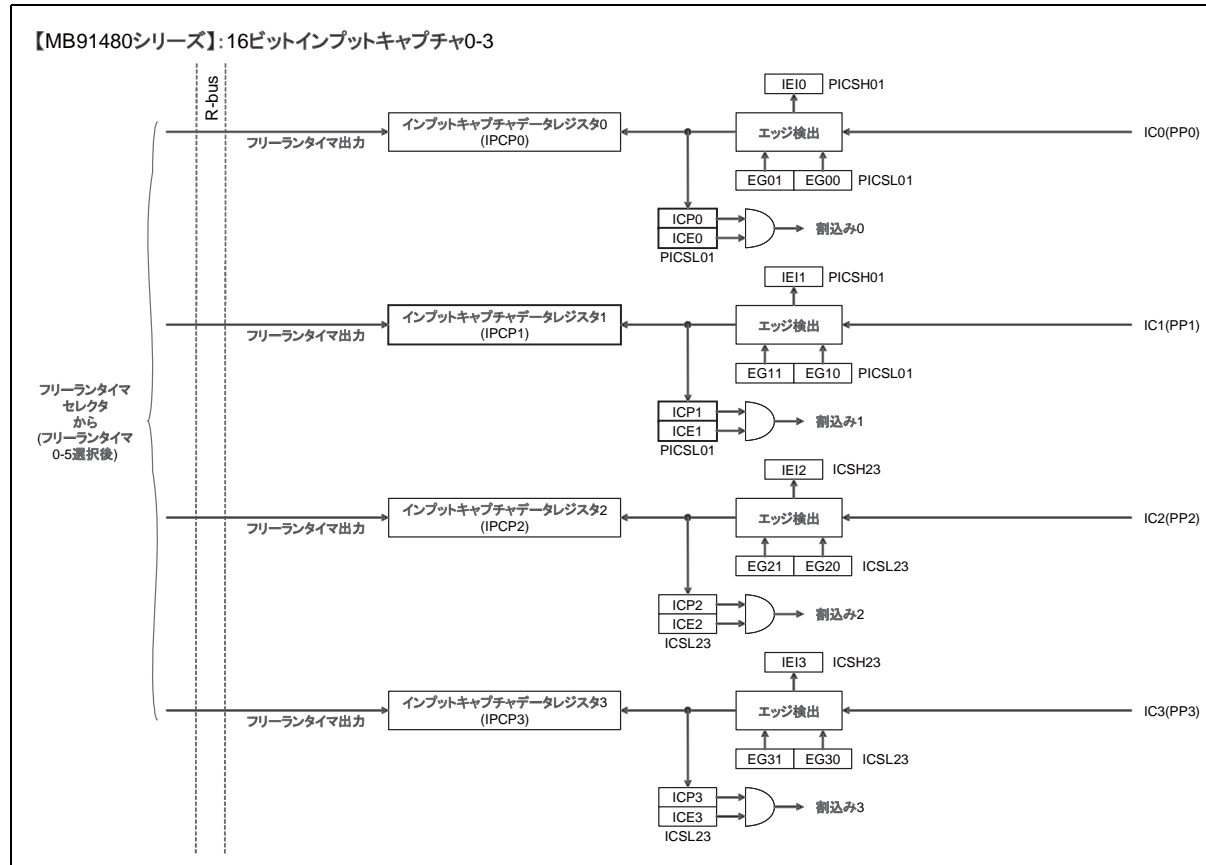 【MB91480シリーズ】:16ビットインプットキャプチャ0-3
R-bus
IEI0 PICSH01
インプットキャプチャデータレジスタ0
(IPCP0)
エッジ検出
IC0(PP0)
フリーランタイマ出力
EG01 EG00 PICSL01
ICP0
ICE0
割込み0
PICSL01
IEI1 PICSH01
インプットキャプチャデータレジスタ1
(IPCP1)
エッジ検出
IC1(PP1)
フリーランタイマ出力
EG11 EG10 PICSL01
フリーランタイマ
セレクタ
から
(フリーランタイマ
0-5選択後)
ICP1
ICE1
割込み1
PICSL01
IEI2 ICSH23
インプットキャプチャデータレジスタ2
(IPCP2)
エッジ検出
IC2(PP2)
フリーランタイマ出力
EG21 EG20 ICSL23
ICP2
ICE2
割込み2
ICSL23
IEI3 ICSH23
インプットキャプチャデータレジスタ3
(IPCP3)
エッジ検出
IC3(PP3)
フリーランタイマ出力
EG31 EG30 ICSL23
ICP3
ICE3
割込み3
ICSL23